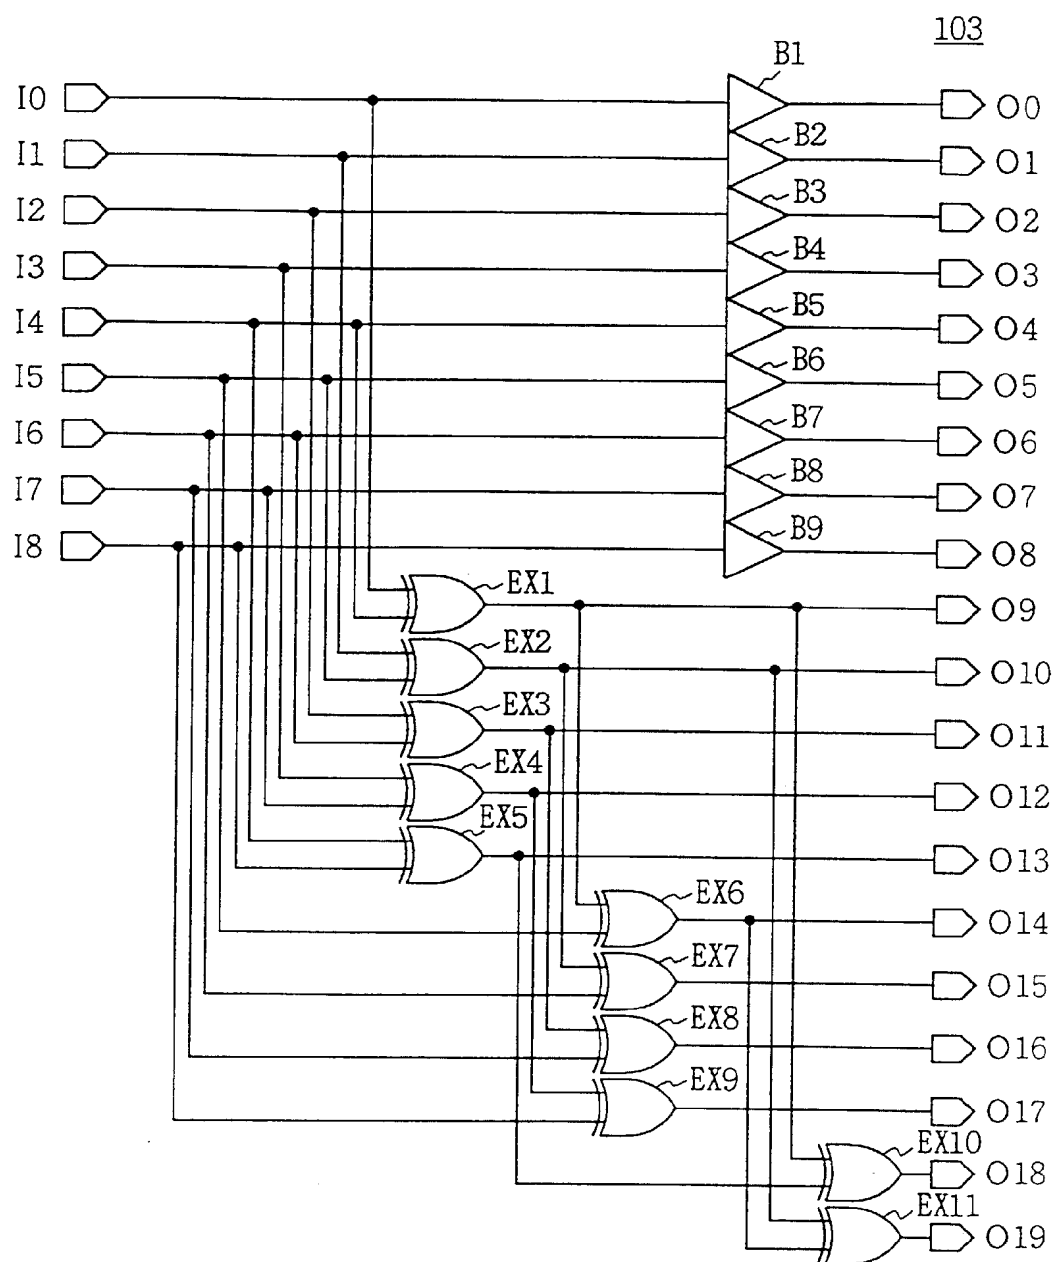 103
B1
I0 O0
B2
I1 O1
B3
I2 O2
B4
I3 O3
B5
I4 O4
B6
I5 O5
B7
I6 O6
B8
I7 O7
B9
I8 O8
EX1
O9
EX2
O10
EX3
O11
EX4
O12
EX5
O13
EX6
O14
EX7
O15
EX8
O16
EX9
O17
EX10
O18
EX11
O19